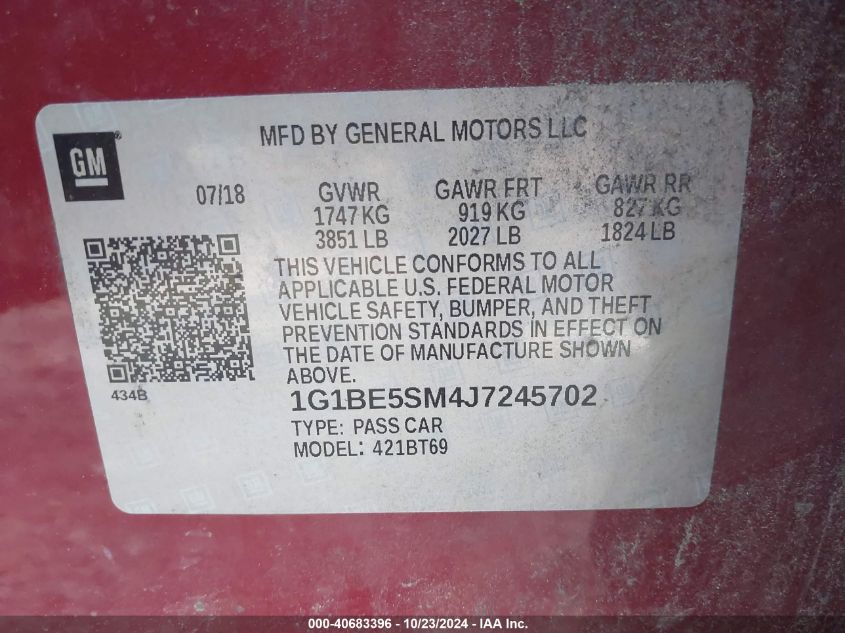 MFD BY GENERAL MOTORS LLC
GM®
07/18 GVWR GAWR FRT GAWR RR
1747 KG 919 KG 827 KG
3851 LB 2027 LB 1824 LB
THIS VEHICLE CONFORMS TO ALL
APPLICABLE U.S. FEDERAL MOTOR
VEHICLE SAFETY, BUMPER, AND THEFT
PREVENTION STANDARDS IN EFFECT ON
THE DATE OF MANUFACTURE SHOWN
ABOVE.
434B
1G1BE5SM4J7245702
TYPE: PASS CAR
MODEL: 421BT69
000-40683396 - 10/23/2024 - IAA Inc.